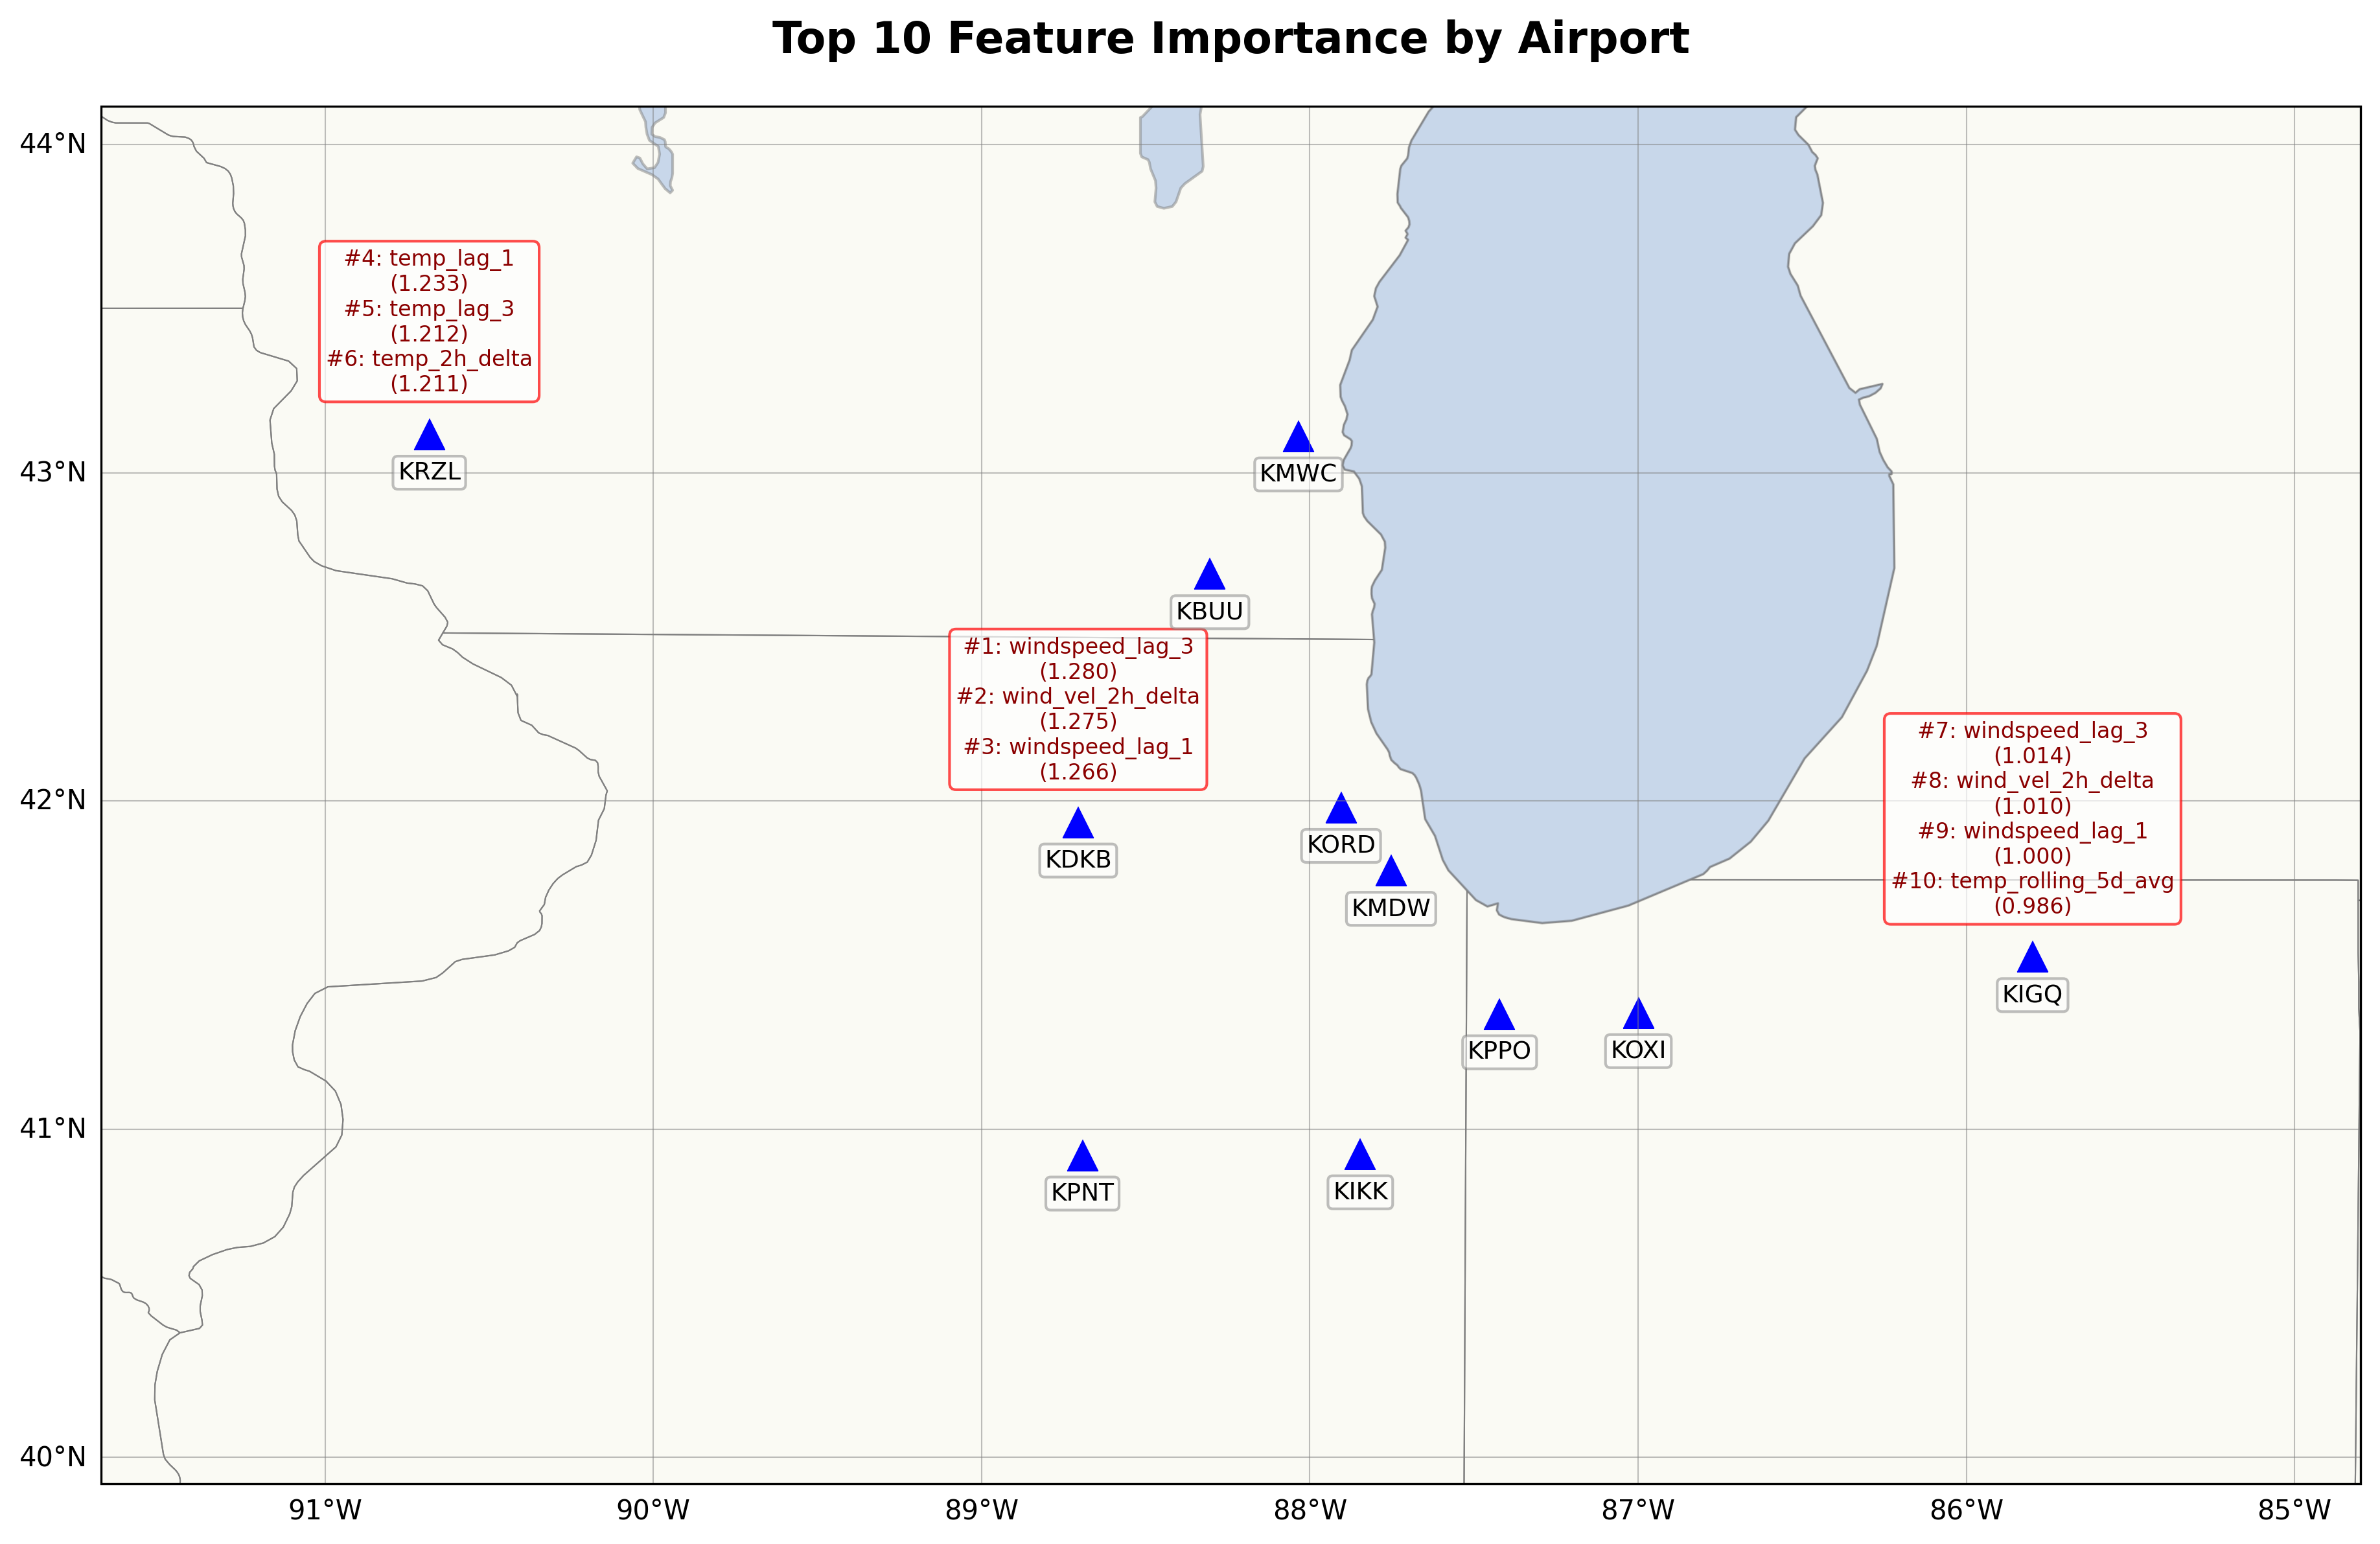 Top 10 Feature Importance by Airport
44°N
43°N
42°N
41°N
40°N
#4: temp_lag_1
(1.233)
#5: temp_lag_3
(1.212)
#6: temp_2h_delta
(1.211)
KRZL
KMWC
KBUU
#1: windspeed_lag_3
(1.280)
#2: wind_vel_2h_delta
(1.275)
#3: windspeed_lag_1
(1.266)
KDKB
KORD
KMDW
#7: windspeed_lag_3
(1.014)
#8: wind_vel_2h_delta
(1.010)
#9: windspeed_lag_1
(1.000)
#10: temp_rolling_5d_avg
(0.986)
KIGQ
KPPO
KOXI
KPNT
KIKK
91°W
90°W
89°W
88°W
87°W
86°W
85°W